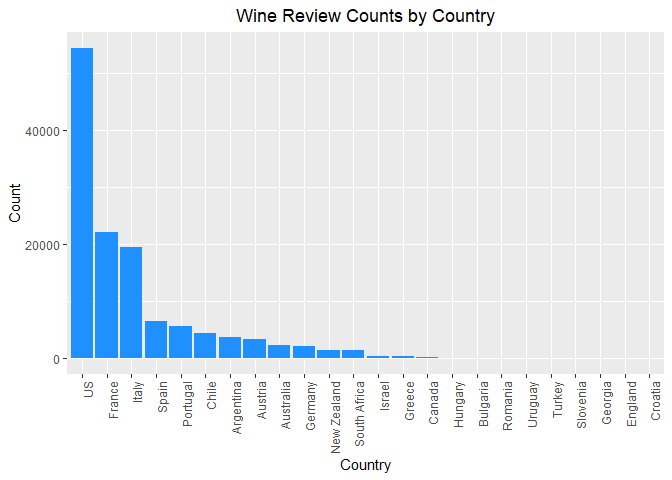 Wine Review Counts by Country
Count
40000
20000
0
US
France
Italy
Spain
Portugal
Chile
Argentina
Austria
Australia
Germany
New Zealand
South Africa
Israel
Greece
Canada
Hungary
Bulgaria
Romania
Uruguay
Turkey
Slovenia
Georgia
England
Croatia
Country